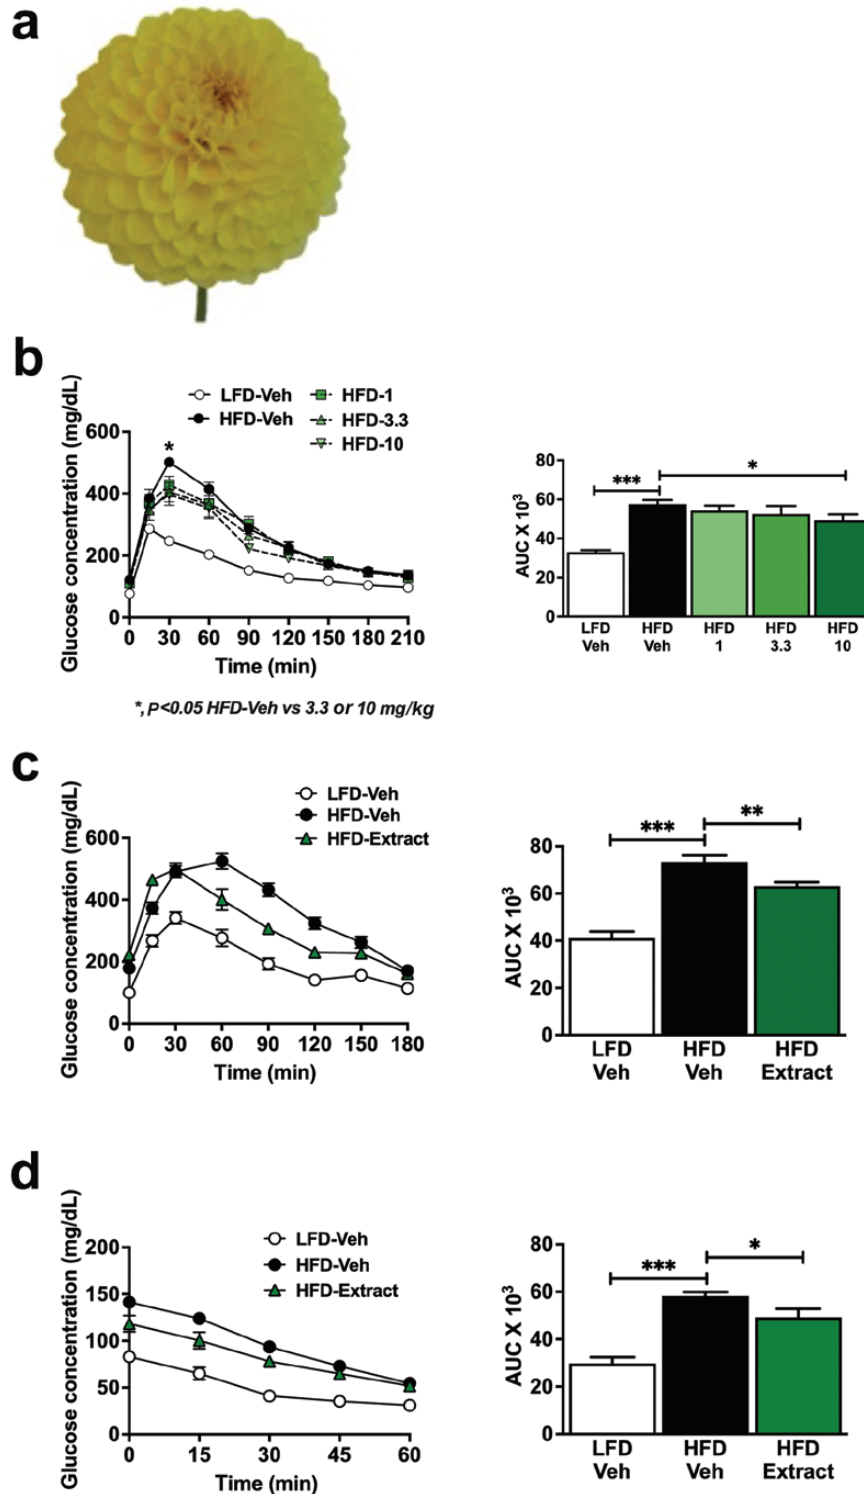 a
b
Glucose concentration (mg/dL)
LFD-Veh
HFD-Veh
HFD-1
HFD-3.3
HFD-10
600
400
200
0
*
0 30 60 90 120 150 180 210
Time (min)
*, P<0.05 HFD-Veh vs 3.3 or 10 mg/kg
AUC X 10³
80
60
40
20
0
***
*
LFD Veh
HFD Veh
HFD 1
HFD 3.3
HFD 10
c
Glucose concentration (mg/dL)
LFD-Veh
HFD-Veh
HFD-Extract
600
400
200
0
0 30 60 90 120 150 180
Time (min)
AUC X 10³
80
60
40
20
0
***
**
LFD Veh
HFD Veh
HFD Extract
d
Glucose concentration (mg/dL)
LFD-Veh
HFD-Veh
HFD-Extract
200
150
100
50
0
0 15 30 45 60
Time (min)
AUC X 10³
80
60
40
20
0
***
*
LFD Veh
HFD Veh
HFD Extract